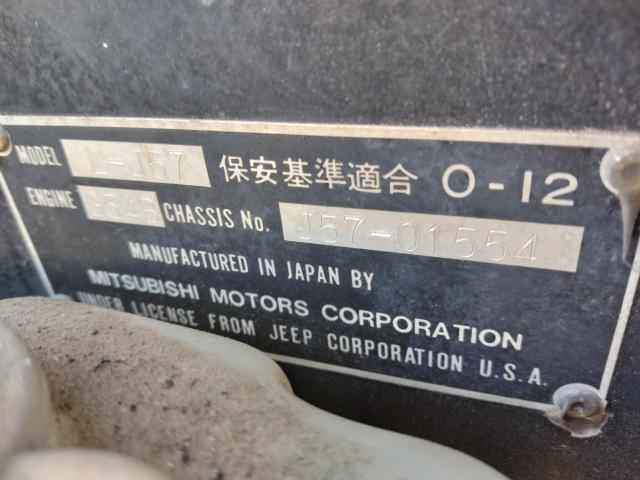 MODEL L-J57 保安基準適合 O-12
ENGINE G54B CHASSIS No. J57-01554
MANUFACTURED IN JAPAN BY
MITSUBISHI MOTORS CORPORATION
UNDER LICENSE FROM JEEP CORPORATION U.S.A.